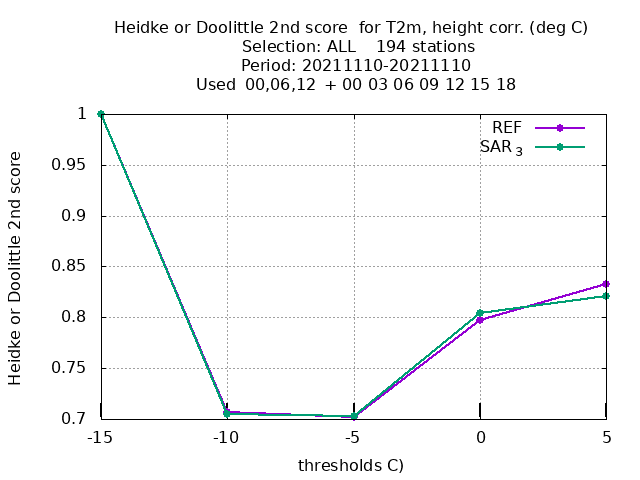 Heidke or Doolittle 2nd score  for T2m, height corr. (deg C)
Selection: ALL    194 stations
Period: 20211110-20211110
Used  00,06,12  + 00 03 06 09 12 15 18
REF
SAR 3
1
0.95
0.9
0.85
0.8
0.75
0.7
Heidke or Doolittle 2nd score
-15 -10 -5 0 5
thresholds C)